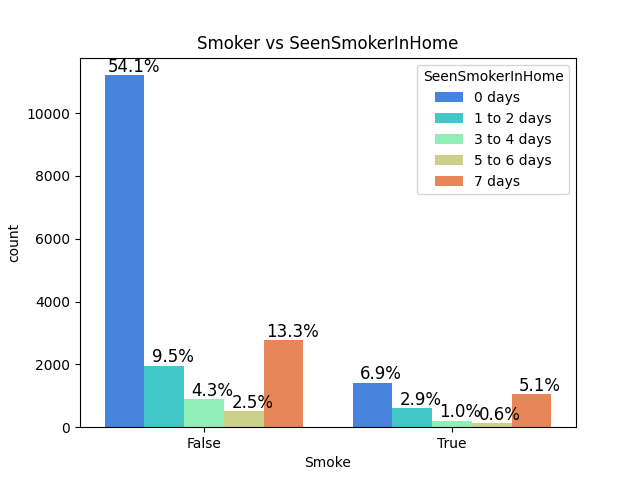 Smoker vs SeenSmokerInHome
54.1%
9.5%
4.3%
2.5%
13.3%
6.9%
2.9%
1.0%
0.6%
5.1%
SeenSmokerInHome
0 days
1 to 2 days
3 to 4 days
5 to 6 days
7 days
10000
8000
6000
4000
2000
0
count
False
True
Smoke